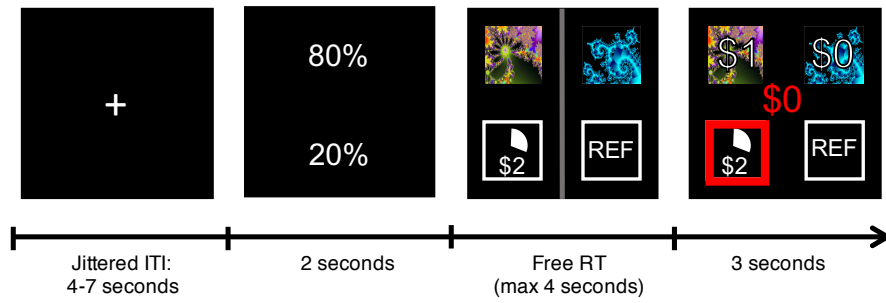 +
80%
20%
$2
REF
$1
$0
$0
$2
REF
Jittered ITI:
4-7 seconds
2 seconds
Free RT
(max 4 seconds)
3 seconds